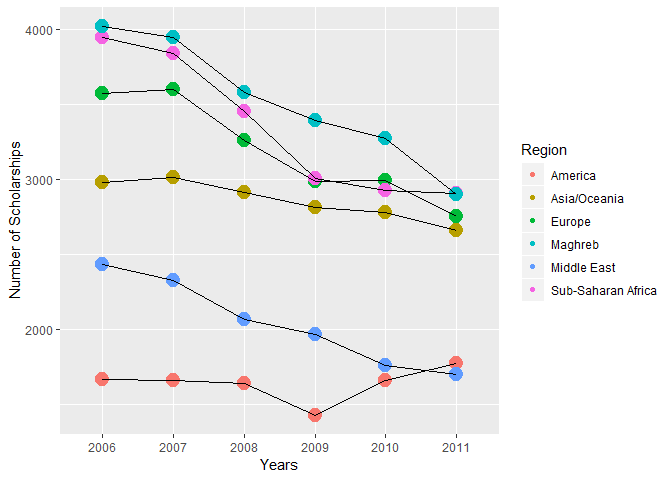 4000
3000
2000
Number of Scholarships
2006 2007 2008 2009 2010 2011
Years
Region
America
Asia/Oceania
Europe
Maghreb
Middle East
Sub-Saharan Africa